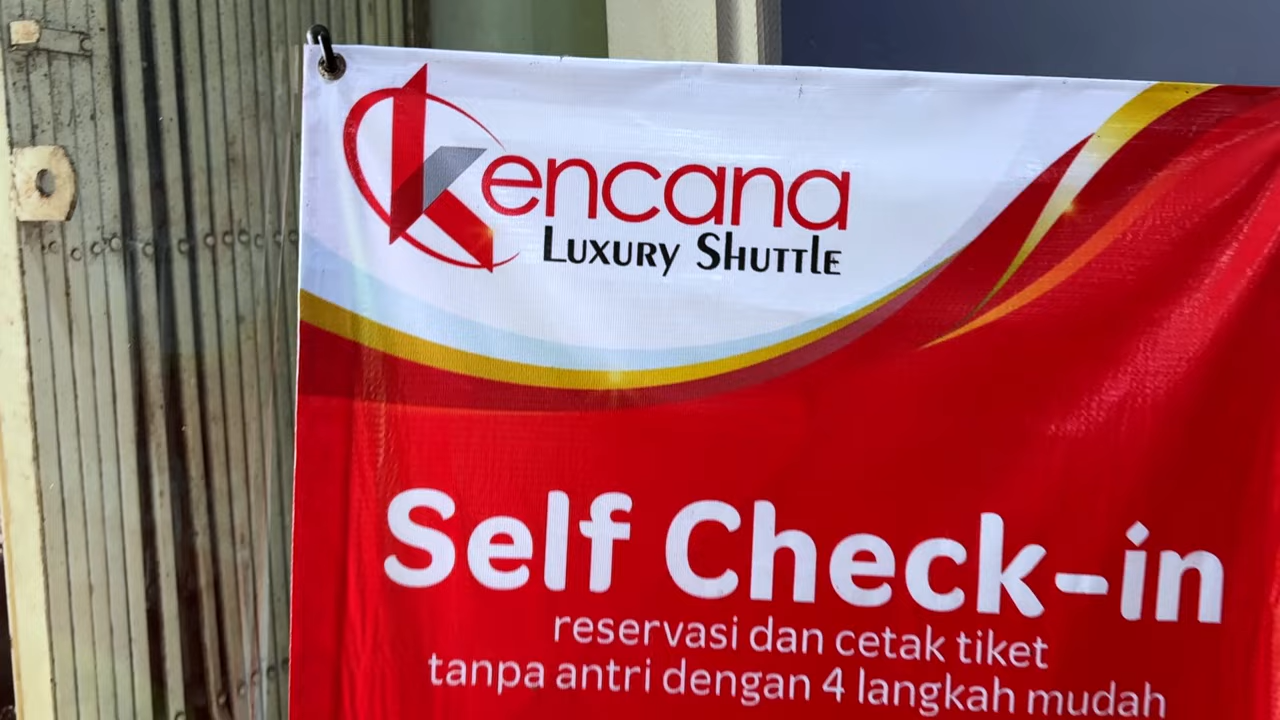 Kencana
Luxury Shuttle
Self Check-in
reservasi dan cetak tiket
tanpa antri dengan 4 langkah mudah